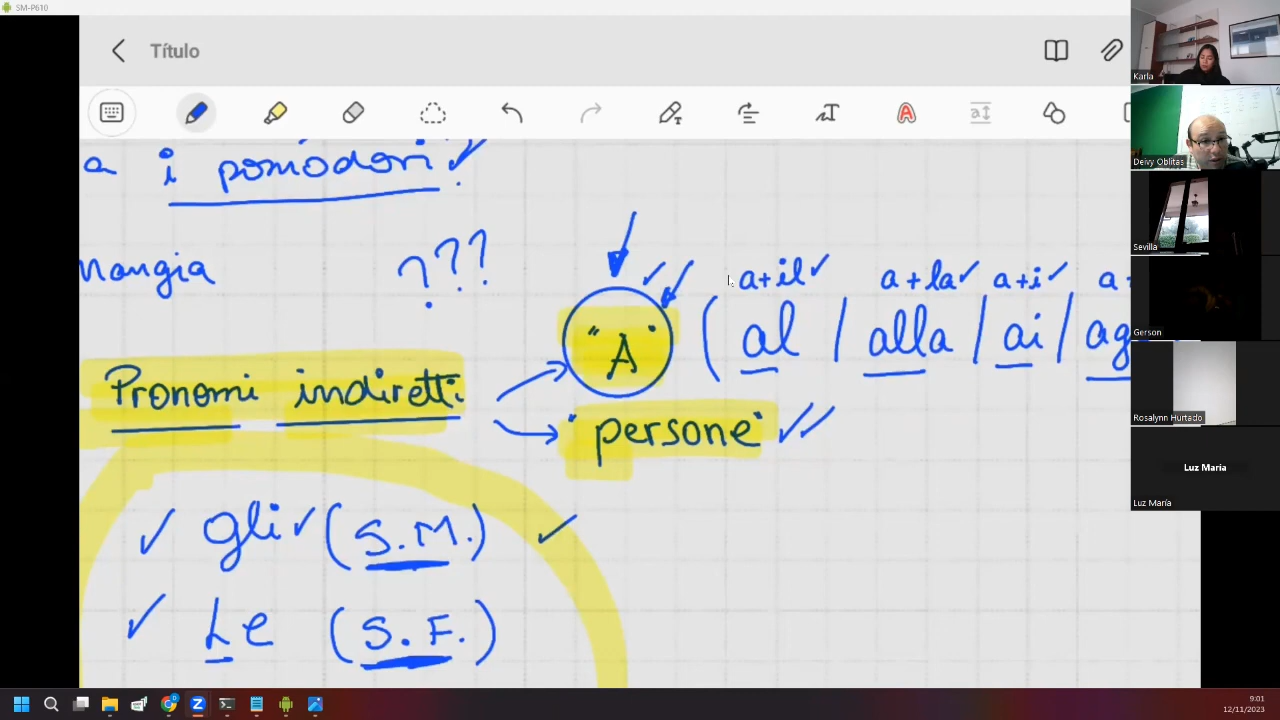 SM-P610
Título
Karla
a i pomodori
Deivy Oblitas
Mangia ???
Sevilla
a+il a+la a+i a+
"A" ( al / alla / ai / ag
Gerson
Pronomi indiretti
"persone"
Rosalynn Hurtado
Luz María
Luz María
gli (S.M.)
Le (S.F.)
9:01
12/11/2023